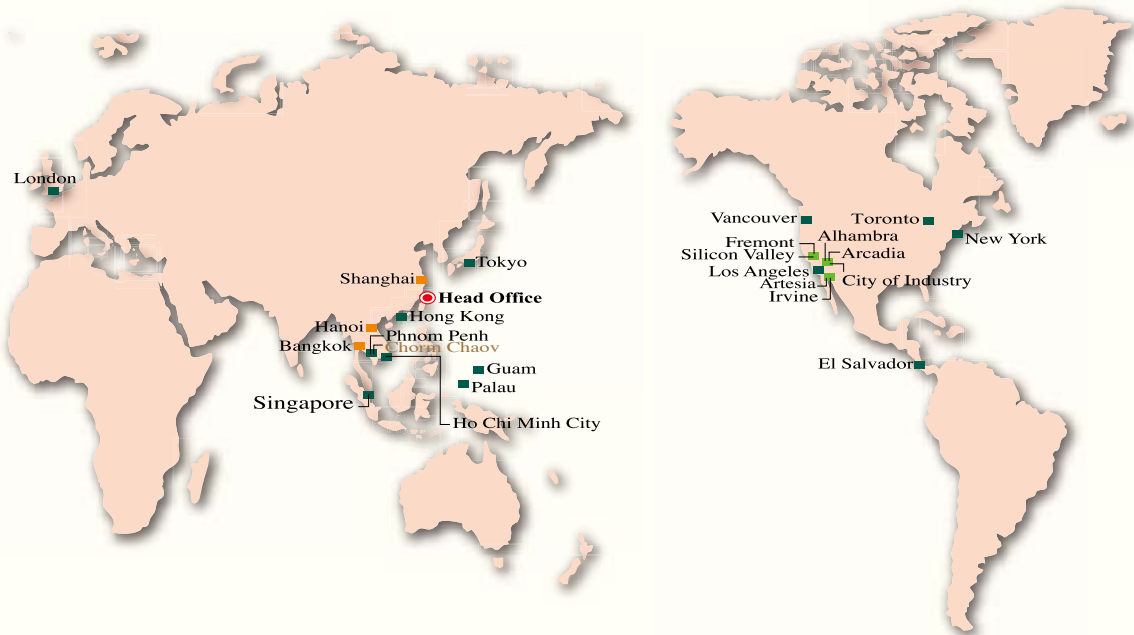 London
Vancouver
Toronto
Alhambra
New York
Fremont
Arcadia
Silicon Valley
Tokyo
Los Angeles
Shanghai
City of Industry
Artesia
Irvine
Head Office
Hong Kong
Hanoi
Phnom Penh
Bangkok
Chorm Chaov
El Salvador
Guam
Palau
Singapore
Ho Chi Minh City